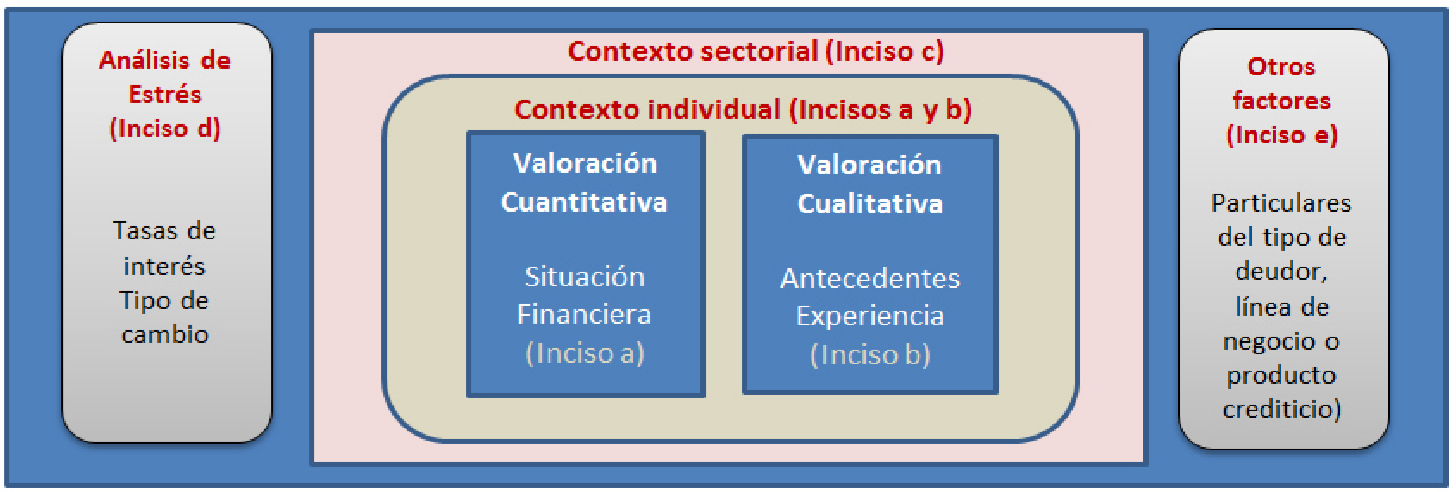 Análisis de
Estrés
(Inciso d)
Tasas de
interés
Tipo de
cambio
Contexto sectorial (Inciso c)
Contexto individual (Incisos a y b)
Valoración
Cuantitativa
Situación
Financiera
(Inciso a)
Valoración
Cualitativa
Antecedentes
Experiencia
(Inciso b)
Otros
factores
(Inciso e)
Particulares
del tipo de
deudor,
línea de
negocio o
producto
crediticio)